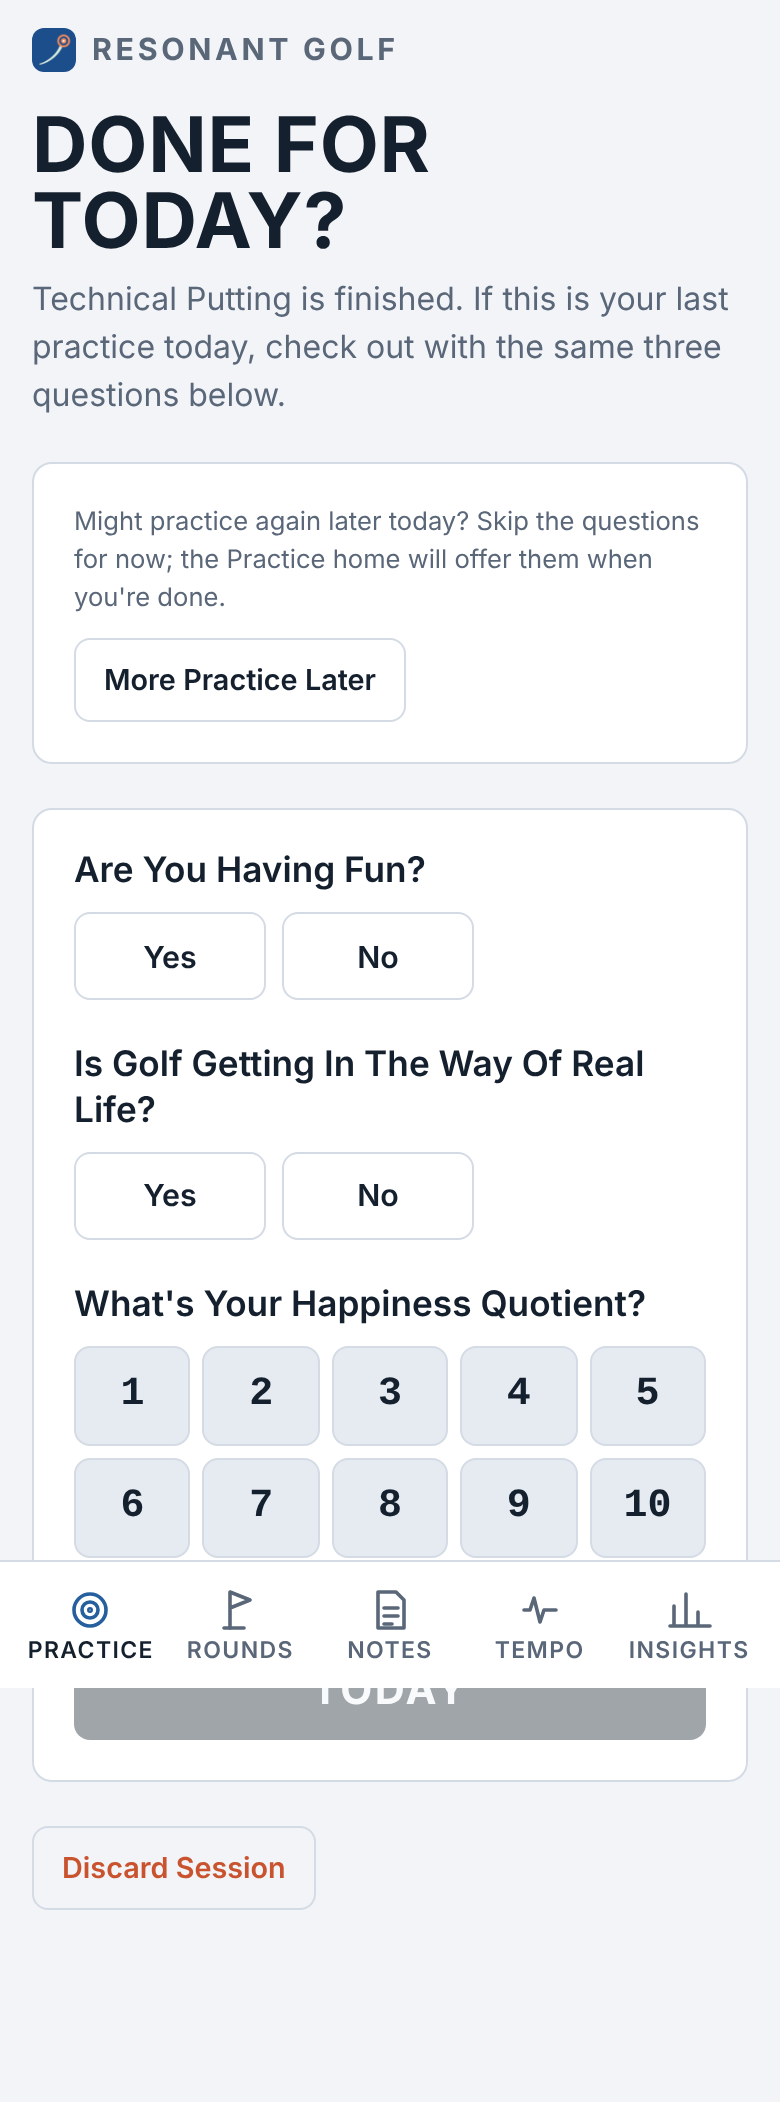 RESONANT GOLF
DONE FOR
TODAY?
Technical Putting is finished. If this is your last
practice today, check out with the same three
questions below.
Might practice again later today? Skip the questions
for now; the Practice home will offer them when
you're done.
More Practice Later
Are You Having Fun?
Yes No
Is Golf Getting In The Way Of Real
Life?
Yes No
What's Your Happiness Quotient?
1 2 3 4 5
6 7 8 9 10
PRACTICE ROUNDS NOTES TEMPO INSIGHTS
TODAY
Discard Session